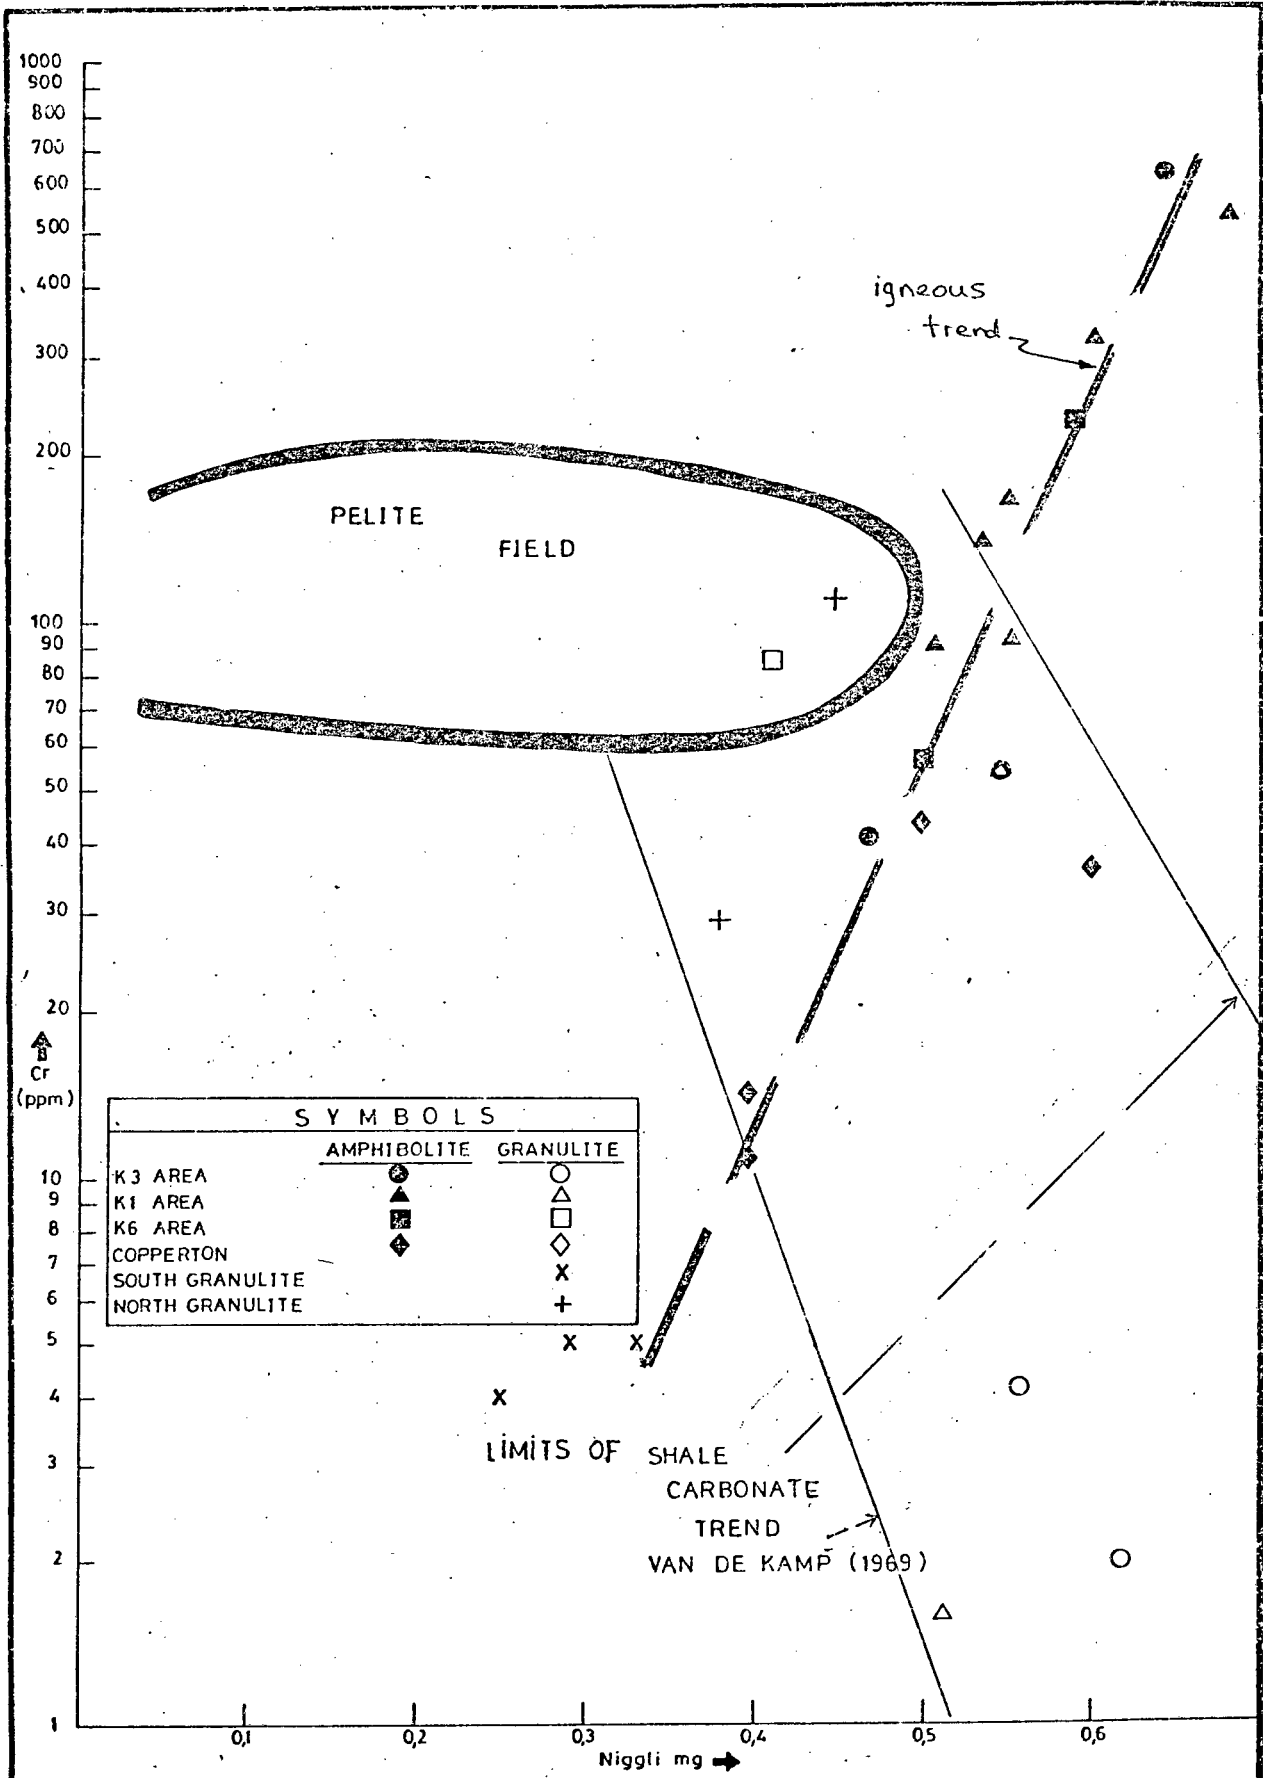 1000
900
800
700
600
500
400
300
200
100
90
80
70
60
50
40
30
20
10
9
8
7
6
5
4
3
2
1
Cr
(ppm)
igneous
trend
PELITE
FIELD
SYMBOLS
AMPHIBOLITE GRANULITE
K3 AREA
K1 AREA
K6 AREA
COPPERTON
SOUTH GRANULITE
NORTH GRANULITE
LIMITS OF SHALE
CARBONATE
TREND
VAN DE KAMP (1969)
0,1 0,2 0,3 0,4 0,5 0,6
Niggli mg